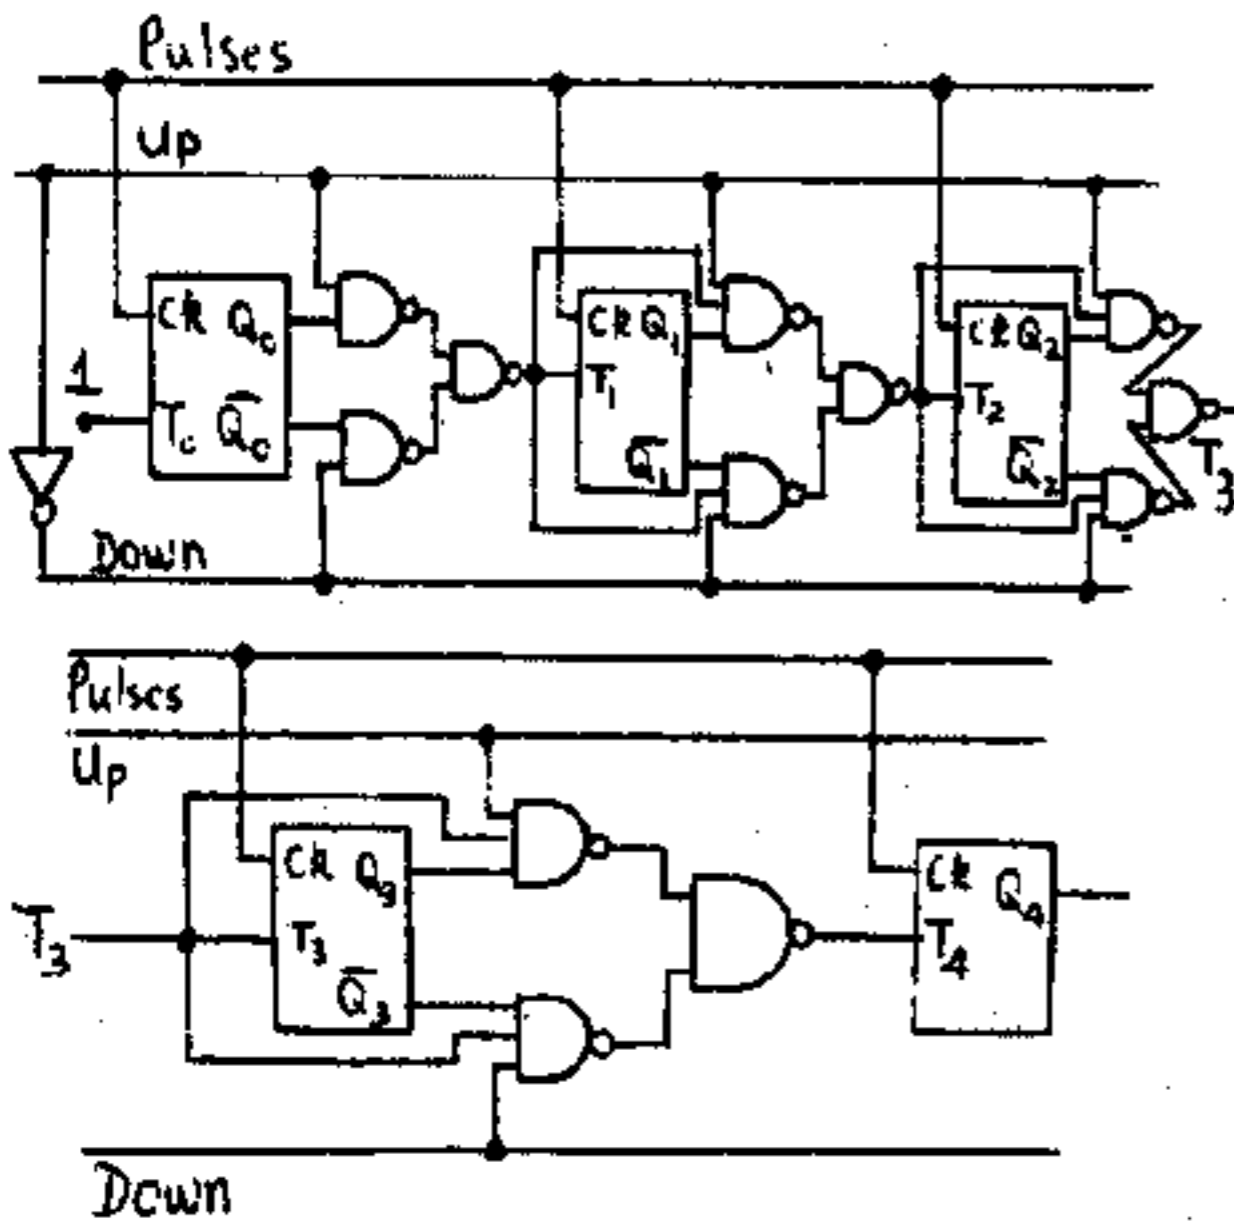 Pulses
Up
CK Q₀ CK Q₁ CK Q₂
1 T₀ Q̅₀ T₁ Q̅₁ T₂ Q̅₂ T₃
Down
Pulses
Up
CK Q₃ CK Q₄
T₃ T₃ Q̅₃ T₄
Down